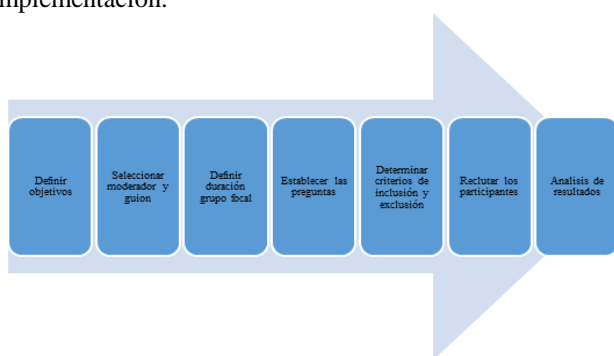 mplementación.
Definir
objetivos
Seleccionar
moderador y
guion
Definir
duración
grupo focal
Establecer las
preguntas
Determinar
criterios de
inclusión y
exclusión
Reclutar los
participantes
Analisis de
resultados